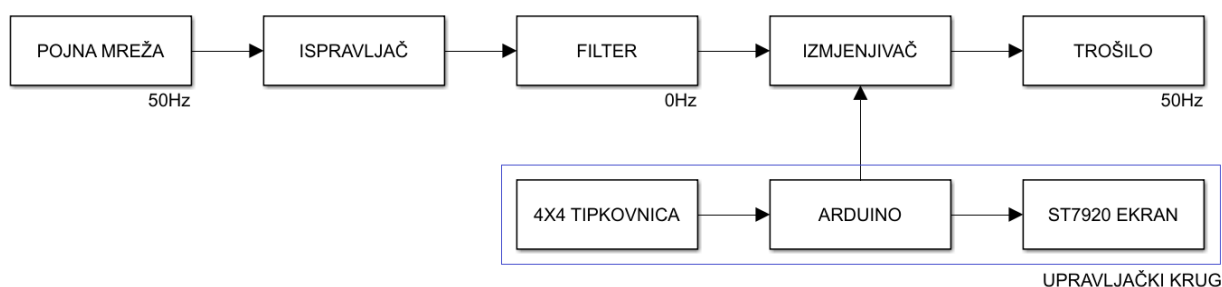 POJNA MREŽA
ISPRAVLJAČ
FILTER
IZMJENJIVAČ
TROŠILO
50Hz
0Hz
50Hz
4X4 TIPKOVNICA
ARDUINO
ST7920 EKRAN
UPRAVLJAČKI KRUG